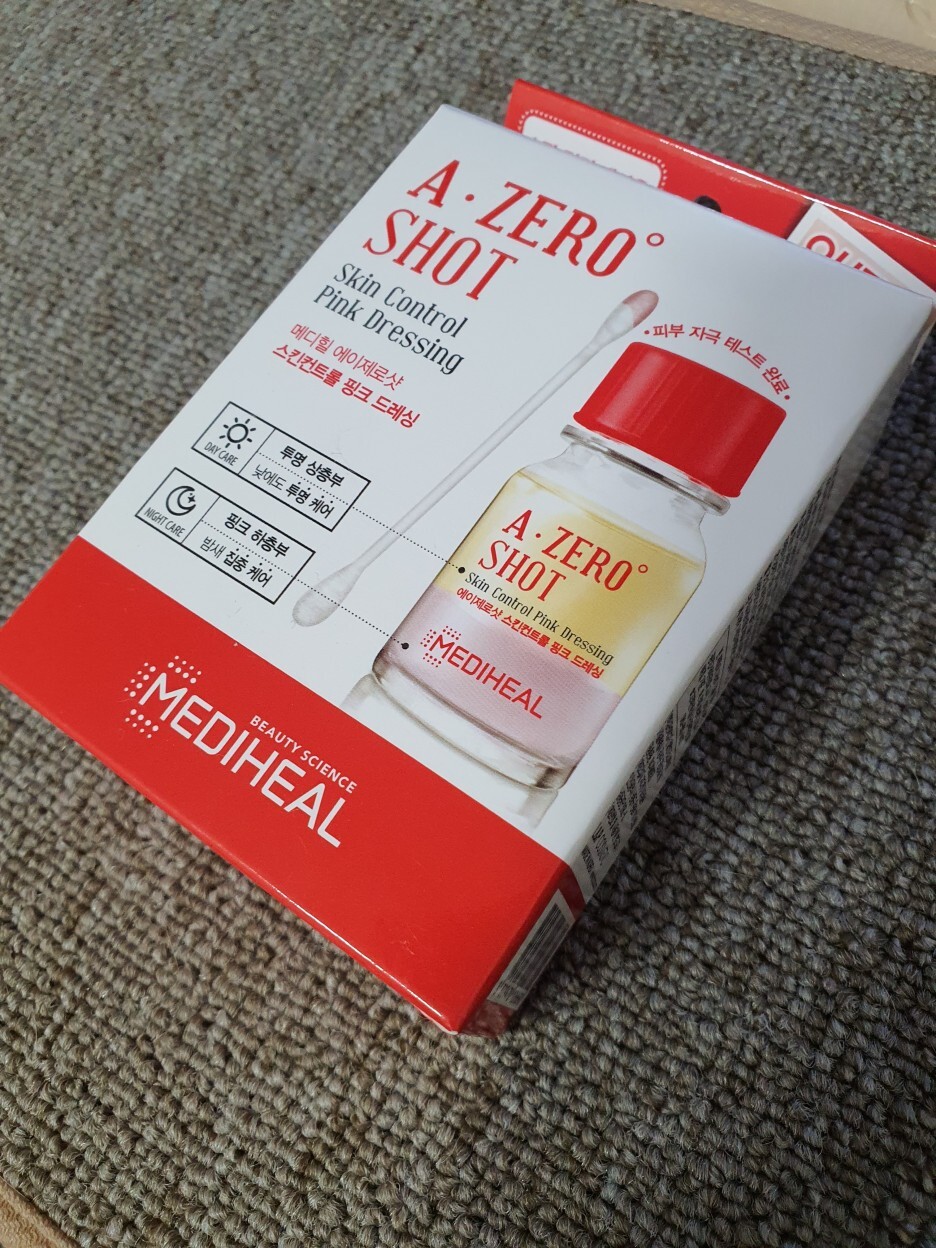 A·ZERO°
SHOT
Skin Control
Pink Dressing
메디힐 에이제로샷
스킨컨트롤 핑크 드레싱
•피부 자극 테스트 완료•
DAY CARE
투명 상층부
낮에도 투명 케어
NIGHT CARE
핑크 하층부
밤새 집중 케어
A·ZERO°
SHOT
Skin Control Pink Dressing
에이제로샷 스킨컨트롤 핑크 드레싱
MEDIHEAL
BEAUTY SCIENCE
MEDIHEAL